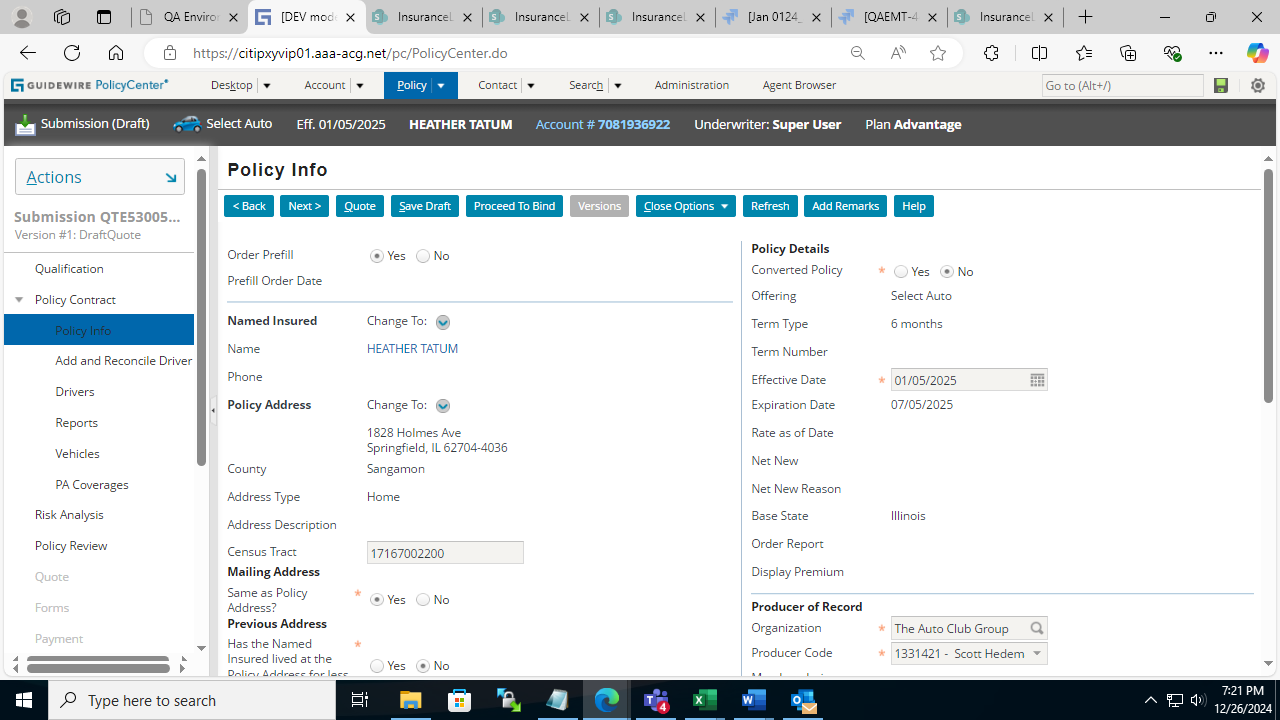 QA Environ
[DEV mode
InsuranceL
InsuranceL
InsuranceL
[Jan 0124_
[QAEMT-4
InsuranceL
https://citipxyvip01.aaa-acg.net/pc/PolicyCenter.do
GUIDEWIRE PolicyCenter®
Desktop
Account
Policy
Contact
Search
Administration
Agent Browser
Go to (Alt+/)
Submission (Draft)
Select Auto
Eff. 01/05/2025
HEATHER TATUM
Account # 7081936922
Underwriter: Super User
Plan Advantage
Actions
Submission QTE53005...
Version #1: DraftQuote
Qualification
Policy Contract
Policy Info
Add and Reconcile Driver
Drivers
Reports
Vehicles
PA Coverages
Risk Analysis
Policy Review
Quote
Forms
Payment
Policy Info
< Back
Next >
Quote
Save Draft
Proceed To Bind
Versions
Close Options
Refresh
Add Remarks
Help
Order Prefill
Yes No
Prefill Order Date
Named Insured
Change To:
Name
HEATHER TATUM
Phone
Policy Address
Change To:
1828 Holmes Ave
Springfield, IL 62704-4036
County
Sangamon
Address Type
Home
Address Description
Census Tract
17167002200
Mailing Address
Same as Policy
Address?
* Yes No
Previous Address
Has the Named
Insured lived at the
Policy Address for less
* Yes No
Policy Details
Converted Policy
* Yes No
Offering
Select Auto
Term Type
6 months
Term Number
Effective Date
* 01/05/2025
Expiration Date
07/05/2025
Rate as of Date
Net New
Net New Reason
Base State
Illinois
Order Report
Display Premium
Producer of Record
Organization
* The Auto Club Group
Producer Code
* 1331421 - Scott Hedem
Type here to search
4
7:21 PM
12/26/2024